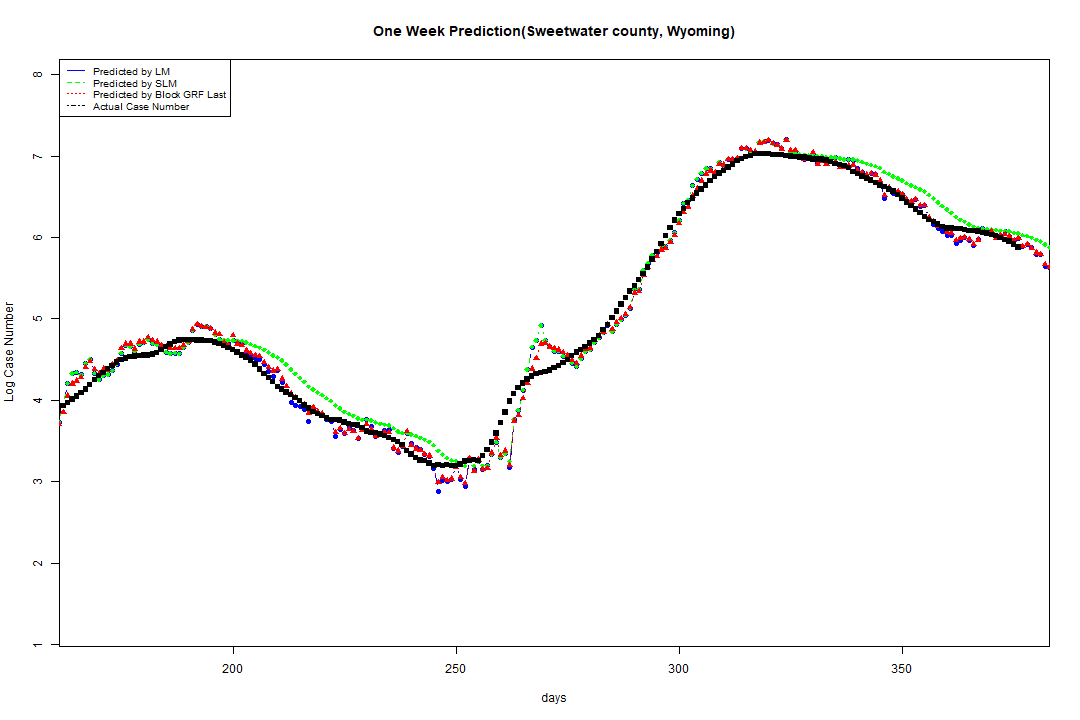 One Week Prediction(Sweetwater county, Wyoming)
Predicted by LM
Predicted by SLM
Predicted by Block GRF Last
Actual Case Number
8
7
6
5
4
3
2
1
Log Case Number
200 250 300 350
days